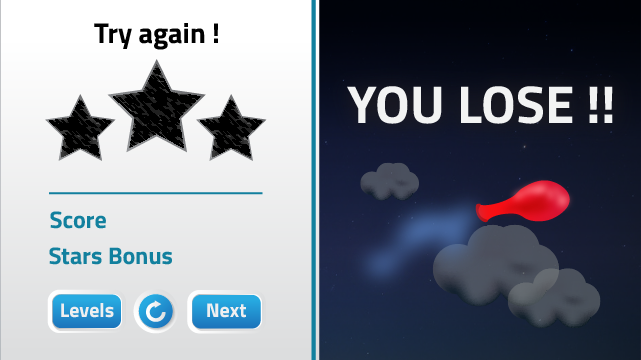 Try again !
Score
Stars Bonus
Levels
Next
YOU LOSE !!